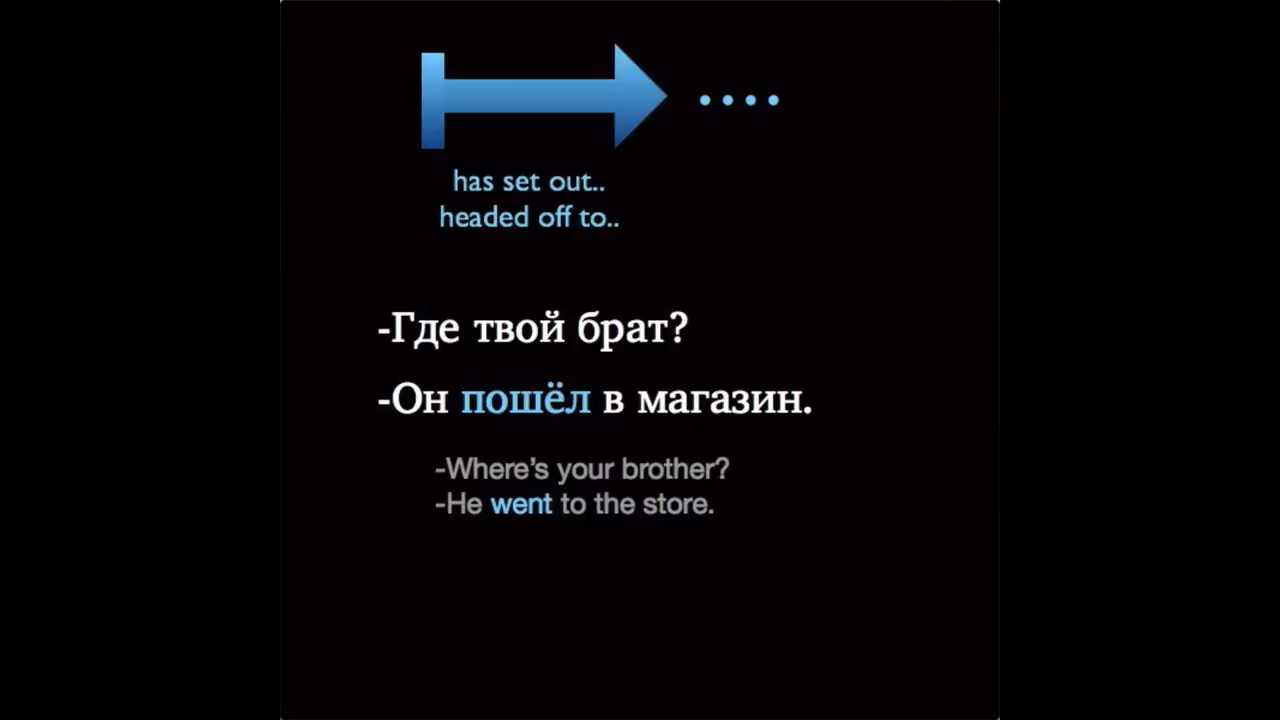 has set out..
headed off to..
-Где твой брат?
-Он пошёл в магазин.
-Where's your brother?
-He went to the store.